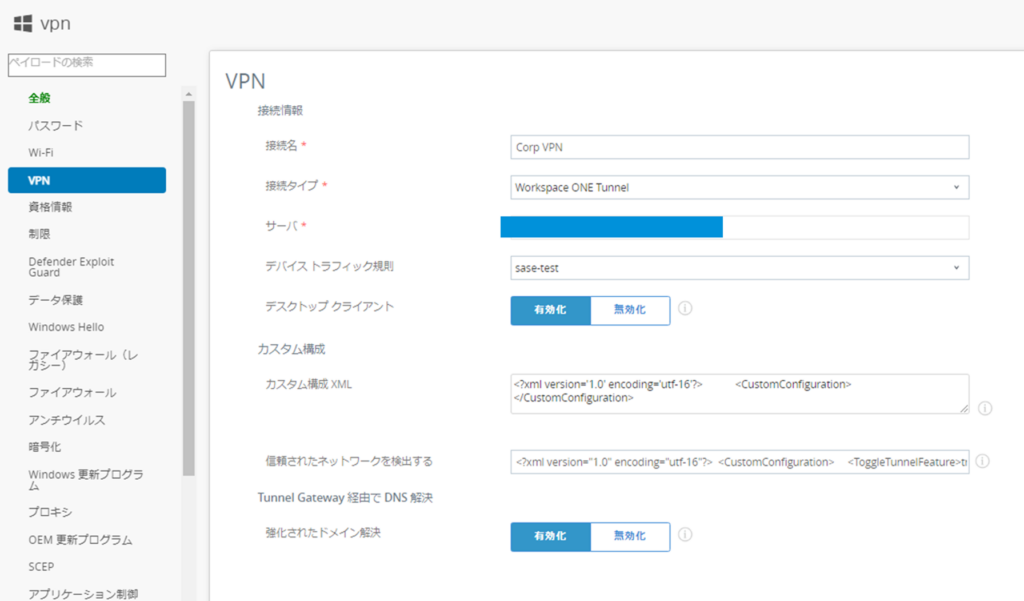 vpn
ペイロードの検索
全般
パスワード
Wi-Fi
VPN
資格情報
制限
Defender Exploit
Guard
データ保護
Windows Hello
ファイアウォール（レ
ガシー）
ファイアウォール
アンチウイルス
暗号化
Windows 更新プログラ
ム
プロキシ
OEM 更新プログラム
SCEP
アプリケーション制御
VPN
接続情報
接続名 *
Corp VPN
接続タイプ *
Workspace ONE Tunnel
サーバ *
デバイス トラフィック規則
sase-test
デスクトップ クライアント
有効化 無効化
カスタム構成
カスタム構成 XML
<?xml version='1.0' encoding='utf-16'?> <CustomConfiguration>
</CustomConfiguration>
信頼されたネットワークを検出する
<?xml version="1.0" encoding="utf-16"?> <CustomConfiguration> <ToggleTunnelFeature>tr
Tunnel Gateway 経由で DNS 解決
強化されたドメイン解決
有効化 無効化